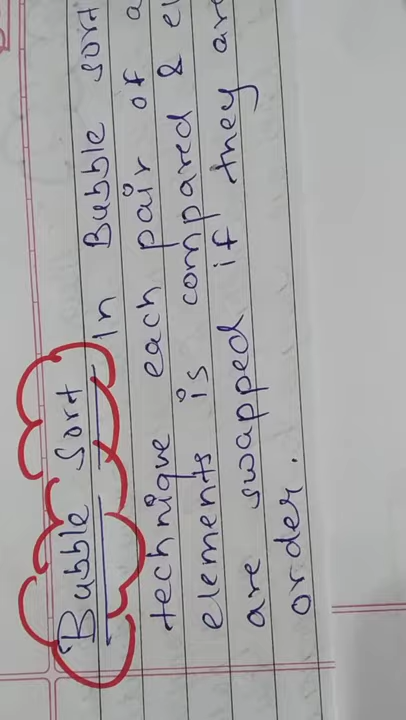 Bubble Sort In Bubble sort
technique each pair of a
elements is compared & el
are swapped if they are
order.